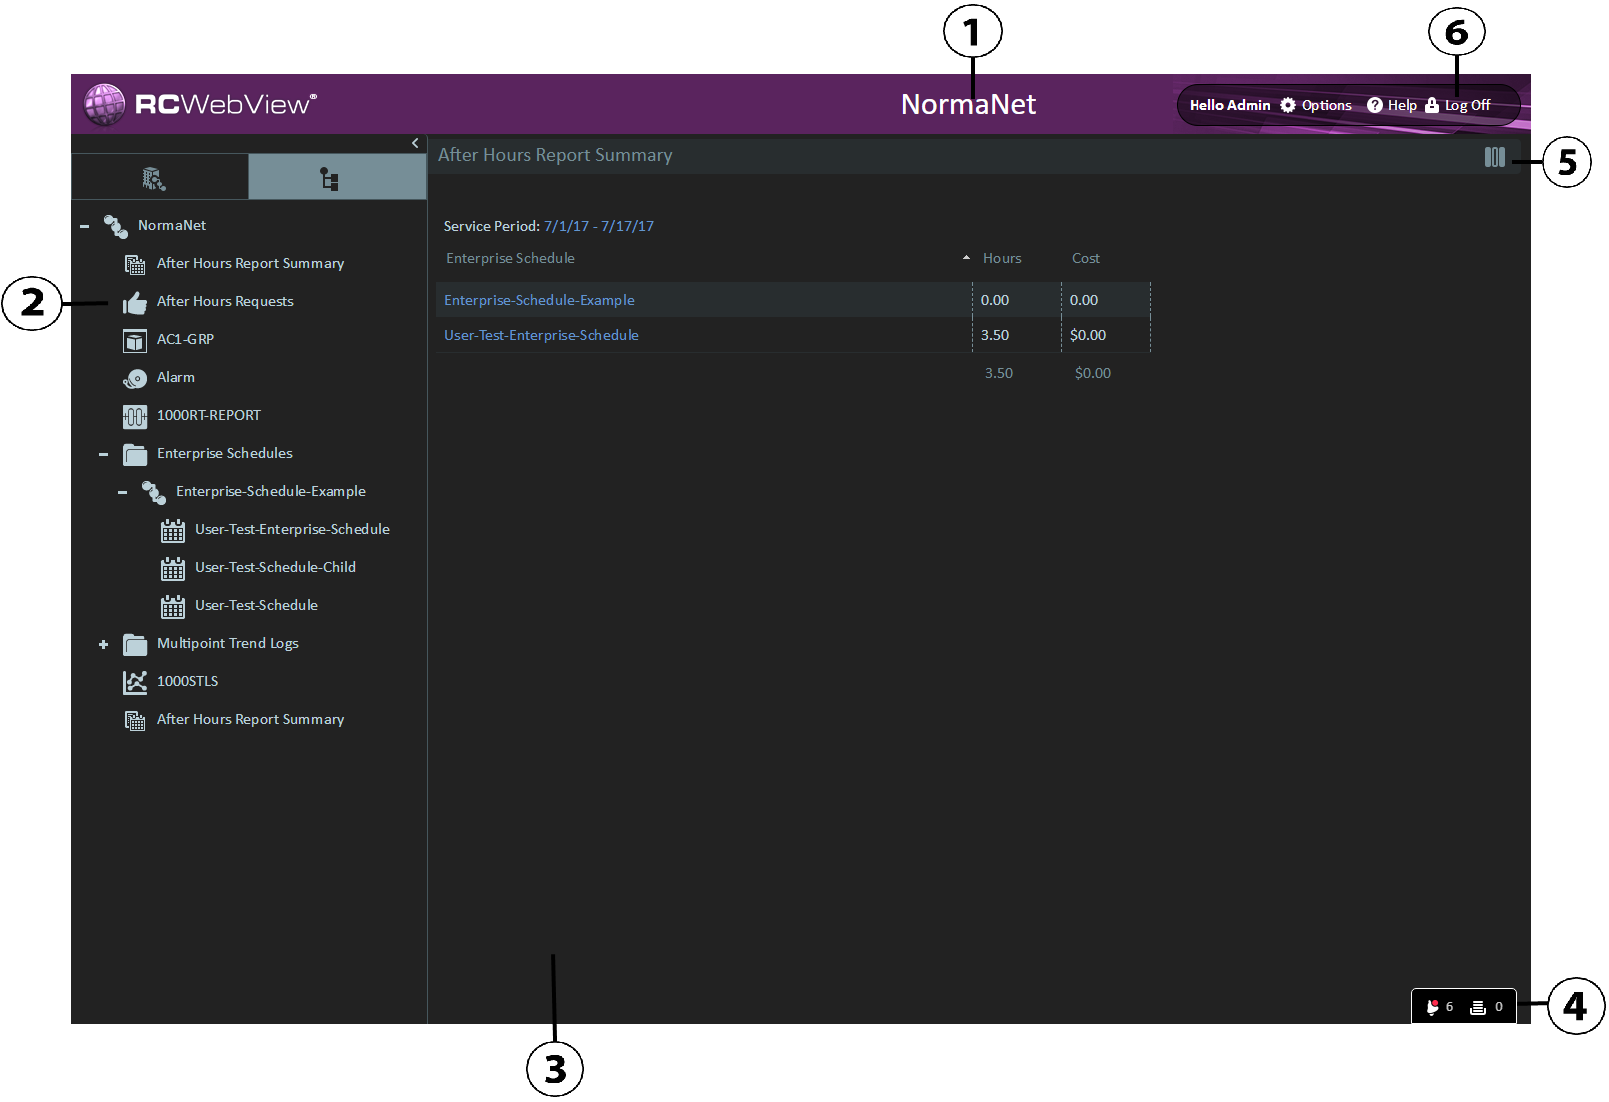 1
6
RCWebView®
NormaNet
Hello Admin Options Help Log Off
After Hours Report Summary
5
NormaNet
After Hours Report Summary
2
After Hours Requests
AC1-GRP
Alarm
1000RT-REPORT
Enterprise Schedules
Enterprise-Schedule-Example
User-Test-Enterprise-Schedule
User-Test-Schedule-Child
User-Test-Schedule
Multipoint Trend Logs
1000STLS
After Hours Report Summary
Service Period: 7/1/17 - 7/17/17
Enterprise Schedule Hours Cost
Enterprise-Schedule-Example 0.00 0.00
User-Test-Enterprise-Schedule 3.50 $0.00
3.50 $0.00
6 0
4
3